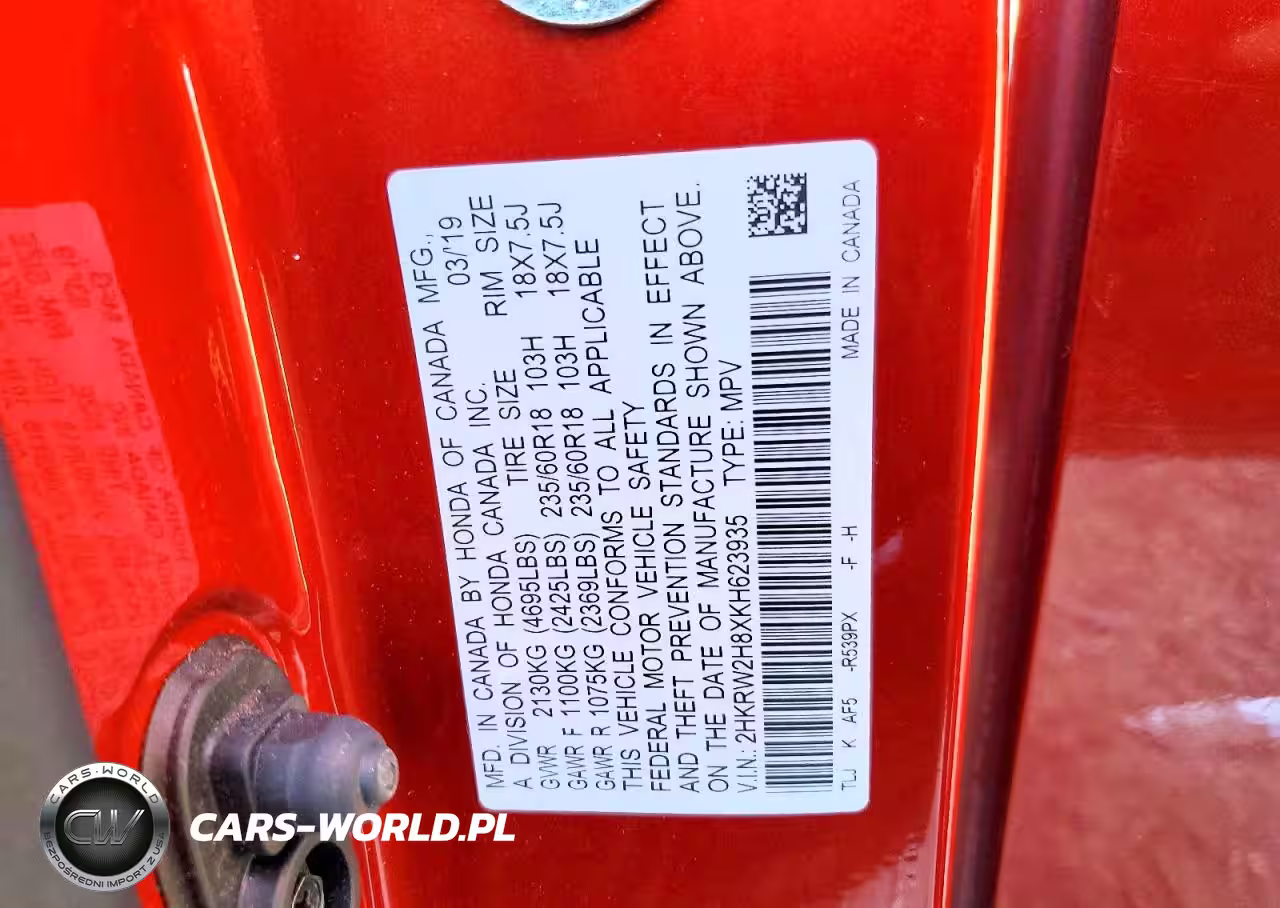 MFD. IN CANADA BY HONDA OF CANADA MFG.,
A DIVISION OF HONDA CANADA INC. 03/19
GVWR 2130KG (4695LBS) TIRE SIZE RIM SIZE
GAWR F 1100KG (2425LBS) 235/60R18 103H 18X7.5J
GAWR R 1075KG (2369LBS) 235/60R18 103H 18X7.5J
THIS VEHICLE CONFORMS TO ALL APPLICABLE
FEDERAL MOTOR VEHICLE SAFETY
AND THEFT PREVENTION STANDARDS IN EFFECT
ON THE DATE OF MANUFACTURE SHOWN ABOVE.
V.I.N.: 2HKRW2H8XKH623935 TYPE: MPV
TLJ K AF5 -R539PX -F -H MADE IN CANADA
CARS-WORLD
CW
BEZPOŚREDNI IMPORT Z USA
CARS-WORLD.PL